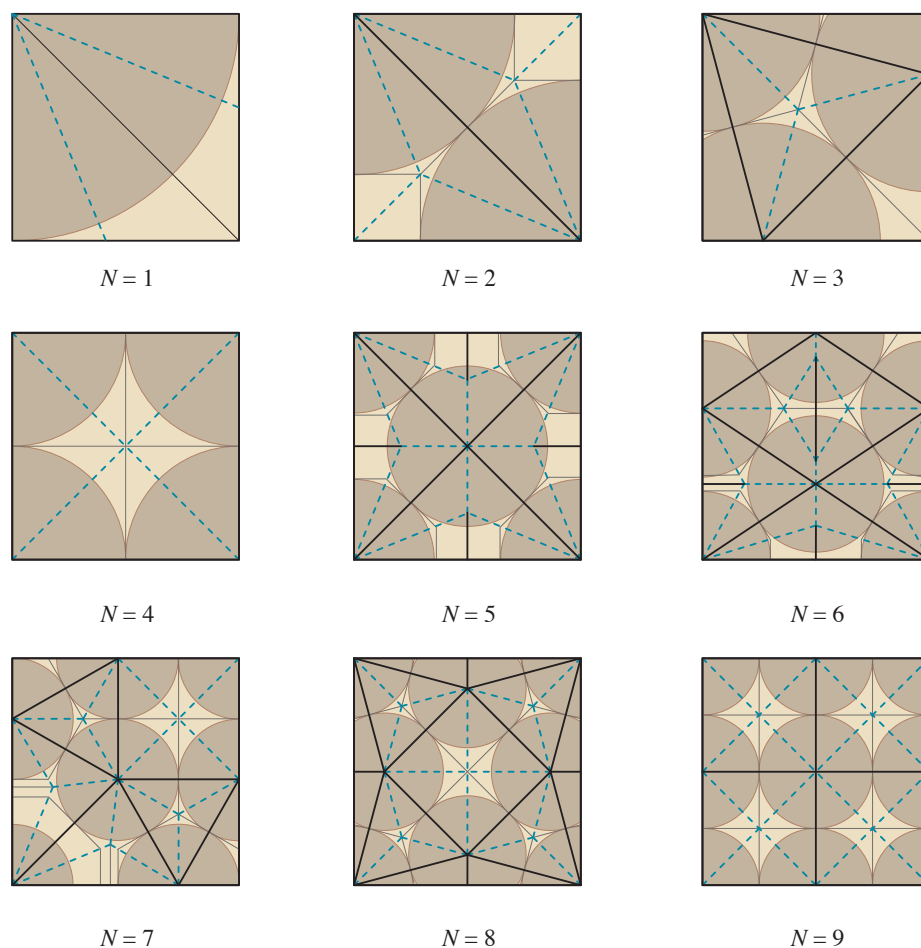 N = 1
N = 2
N = 3
N = 4
N = 5
N = 6
N = 7
N = 8
N = 9